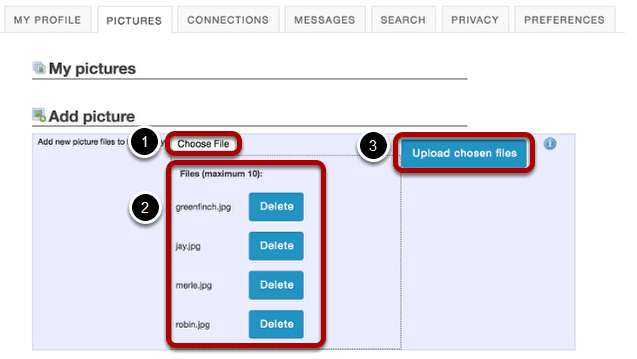 MY PROFILE PICTURES CONNECTIONS MESSAGES SEARCH PRIVACY PREFERENCES
My pictures
Add picture
Add new picture files to 1 Choose File 3 Upload chosen files i
Files (maximum 10):
2 greenfinch.jpg Delete
jay.jpg Delete
merle.jpg Delete
robin.jpg Delete